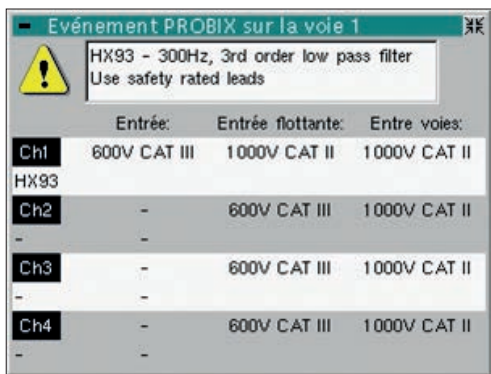 Evénement PROBIX sur la voie 1
HX93 - 300Hz, 3rd order low pass filter
Use safety rated leads
Entrée: Entrée flottante: Entre voies:
Ch1 600V CAT III 1000V CAT II 1000V CAT II
HX93
Ch2 - 600V CAT III 1000V CAT II
- -
Ch3 - 600V CAT III 1000V CAT II
- -
Ch4 - 600V CAT III 1000V CAT II
- -